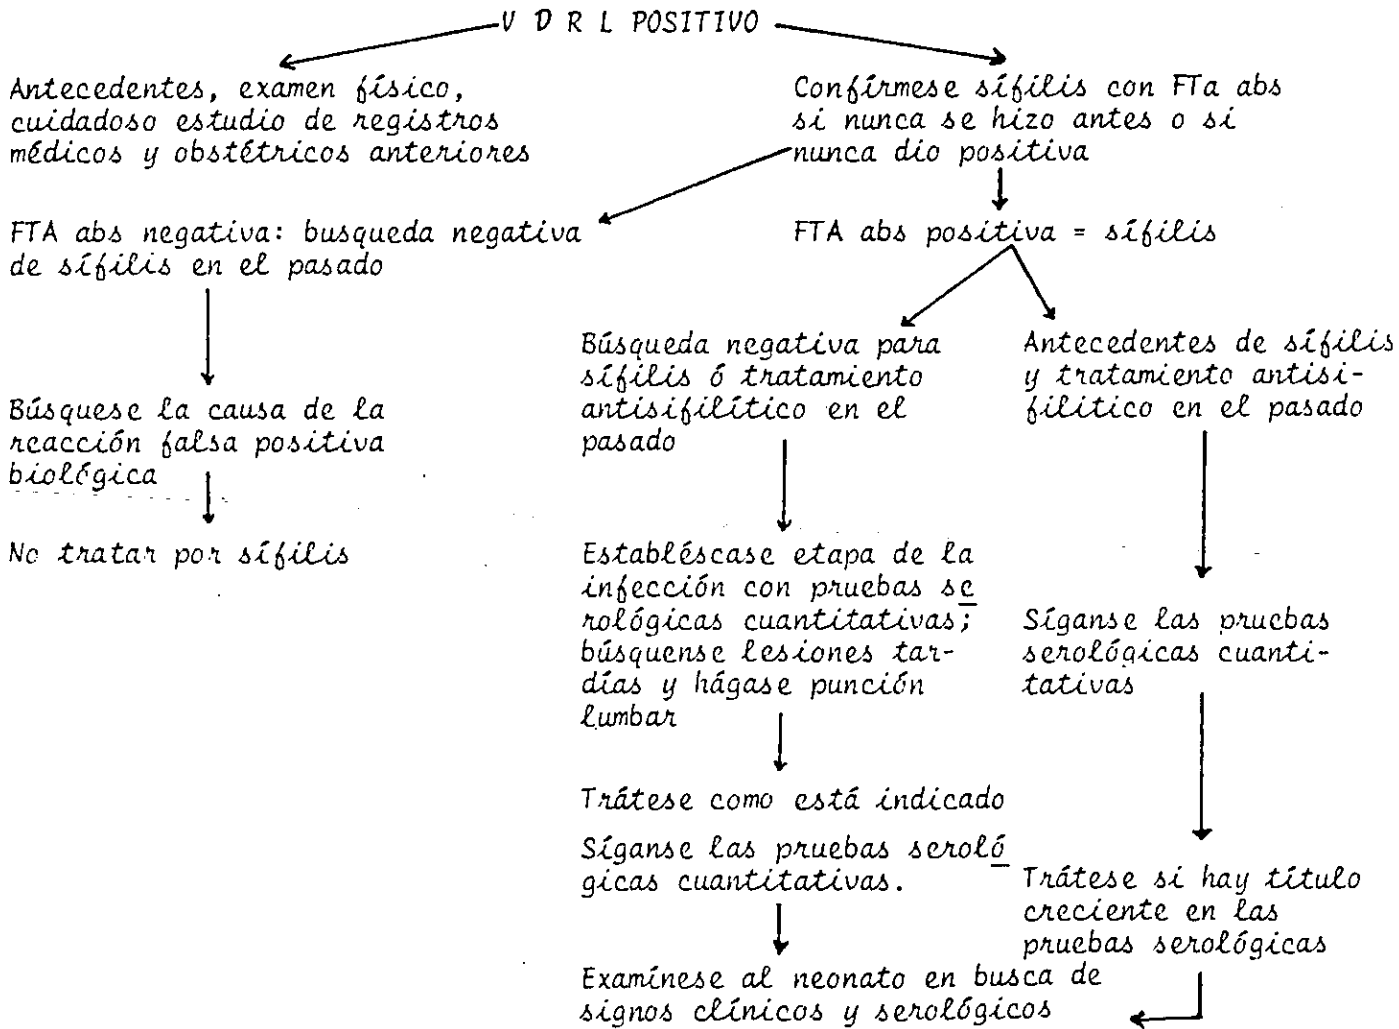 V D R L POSITIVO
Antecedentes, examen físico,
cuidadoso estudio de registros
médicos y obstétricos anteriores
Confírmese sífilis con FTa abs
si nunca se hizo antes o si
nunca dio positiva
FTA abs negativa: busqueda negativa
de sífilis en el pasado
FTA abs positiva = sífilis
Búsqueda negativa para
sífilis ó tratamiento
antisifilítico en el
pasado
Antecedentes de sífilis
y tratamiento antisi-
filitico en el pasado
Búsquese la causa de la
reacción falsa positiva
biológica
No tratar por sífilis
Establéscase etapa de la
infección con pruebas se
rológicas cuantitativas;
búsquense lesiones tar-
días y hágase punción
lumbar
Síganse las pruebas
serológicas cuanti-
tativas
Trátese como está indicado
Síganse las pruebas seroló
gicas cuantitativas.
Trátese si hay título
creciente en las
pruebas serológicas
Examínese al neonato en busca de
signos clínicos y serológicos